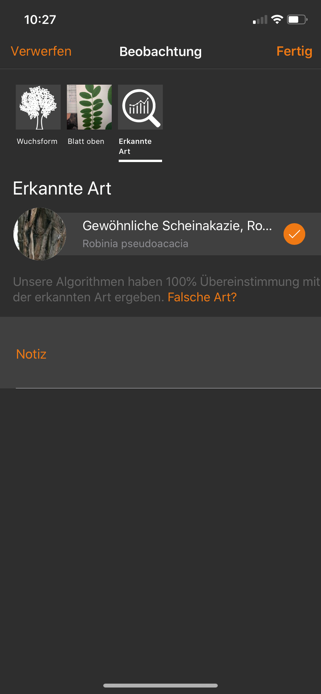 10:27
Verwerfen Beobachtung Fertig
Wuchsform Blatt oben Erkannte
Art
Erkannte Art
Gewöhnliche Scheinakazie, Ro...
Robinia pseudoacacia
Unsere Algorithmen haben 100% Übereinstimmung mit
der erkannten Art ergeben. Falsche Art?
Notiz